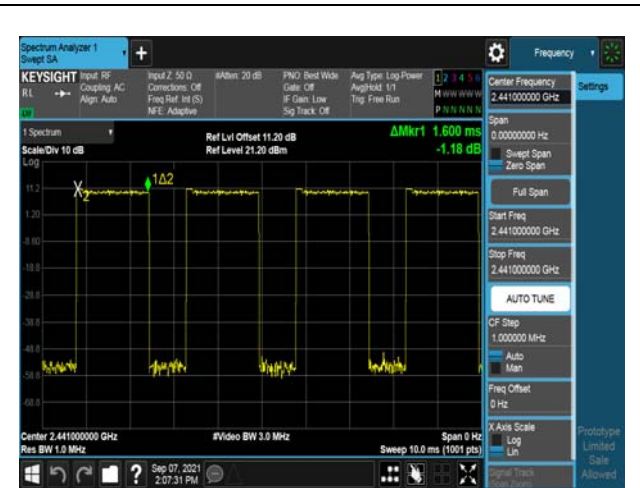 Spectrum Analyzer 1
Swept SA
+
Frequency
KEYSIGHT
RL
Input: RF
Coupling: AC
Align: Auto
Input Z: 50 Ω
Corrections: Off
Freq Ref: Int (S)
NFE: Adaptive
#Atten: 20 dB
PNO: Best Wide
Gate: Off
IF Gain: Low
Sig Track: Off
Avg Type: Log-Power
Avg|Hold: 1/1
Trig: Free Run
1 2 3 4 5 6
M W W W W W
P N N N N N
Center Frequency
2.441000000 GHz
Settings
1 Spectrum
Scale/Div 10 dB
Log
Ref Lvl Offset 11.20 dB
Ref Level 21.20 dBm
ΔMkr1 1.600 ms
-1.18 dB
Span
0.00000000 Hz
Swept Span
Zero Span
Full Span
Start Freq
2.441000000 GHz
Stop Freq
2.441000000 GHz
AUTO TUNE
CF Step
1.000000 MHz
Auto
Man
Freq Offset
0 Hz
X Axis Scale
Log
Lin
Signal Track
(Span Zoom)
11.2
1.20
-8.80
-18.8
-28.8
-38.8
-48.8
-58.8
-68.8
X2
1Δ2
Center 2.441000000 GHz
Res BW 1.0 MHz
#Video BW 3.0 MHz
Span 0 Hz
Sweep 10.0 ms (1001 pts)
?
Sep 07, 2021
2:07:31 PM
Prototype
Limited
Sale
Allowed